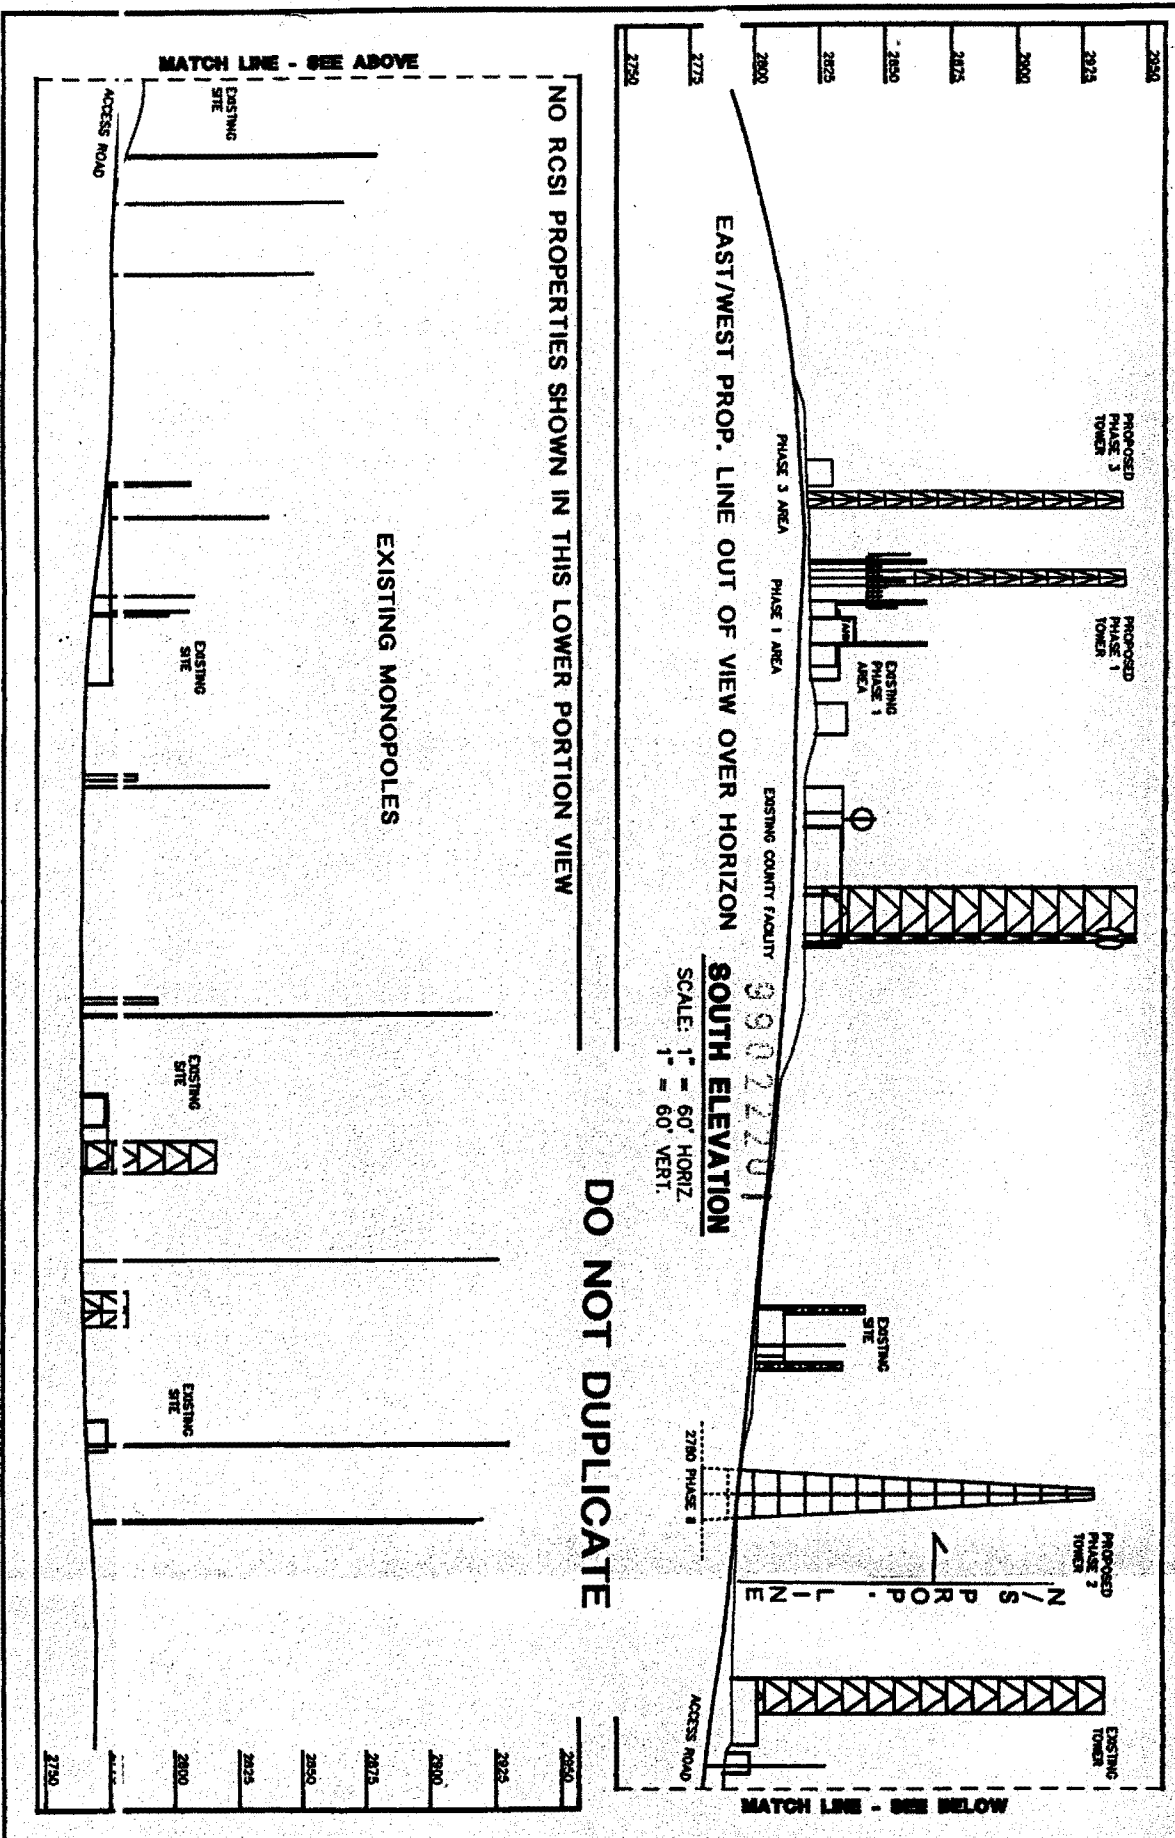 2950
2925
2900
2875
2850
2825
2800
2775
2750
PROPOSED
PHASE 3
TOWER
PROPOSED
PHASE 1
TOWER
PROPOSED
PHASE 2
TOWER
EXISTING
TOWER
EXISTING
PHASE 1
AREA
EXISTING
SITE
PHASE 3 AREA
PHASE 1 AREA
EXISTING COUNTY FACILITY
N/S PROP. LINE
EAST/WEST PROP. LINE OUT OF VIEW OVER HORIZON
99022201
SOUTH ELEVATION
SCALE: 1" = 60' HORIZ.
1" = 60' VERT.
2780 PHASE II
ACCESS ROAD
MATCH LINE - SEE BELOW
DO NOT DUPLICATE
NO RCSI PROPERTIES SHOWN IN THIS LOWER PORTION VIEW
MATCH LINE - SEE ABOVE
EXISTING MONOPOLES
EXISTING
SITE
ACCESS ROAD
EXISTING
SITE
EXISTING
SITE
EXISTING
SITE
2950
2925
2900
2875
2850
2825
2800
2750